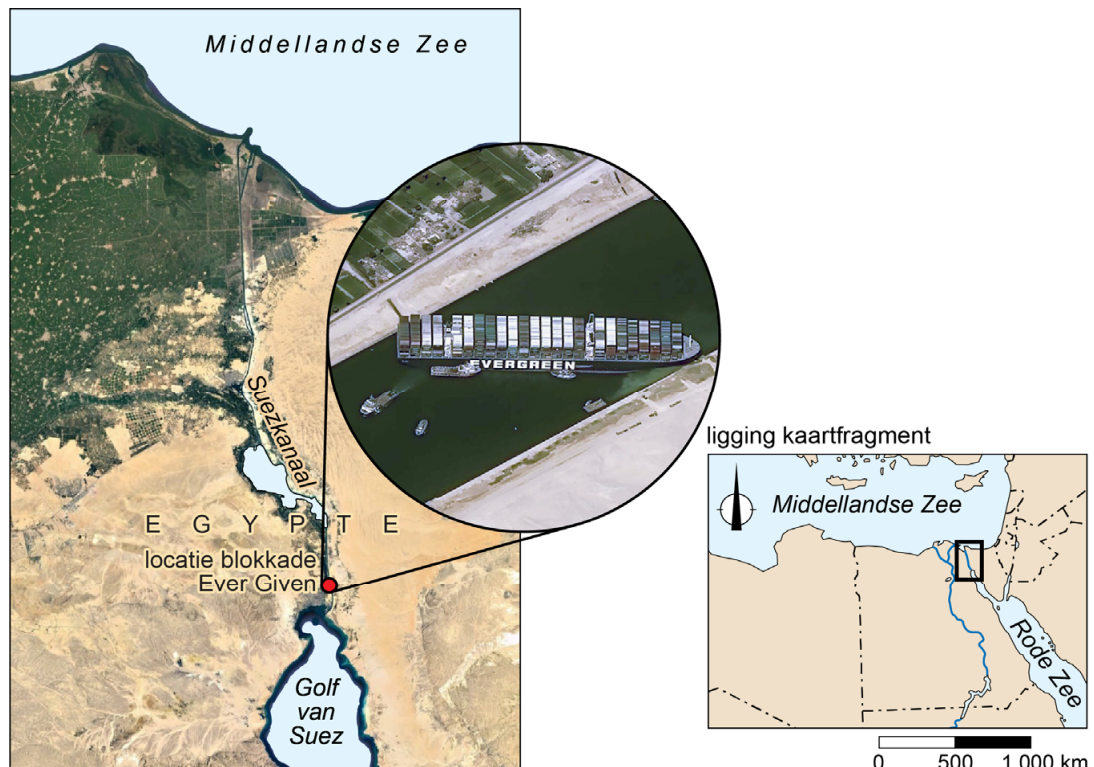 Middellandse Zee
EVERGREEN
Suezkanaal
EGYPTE
locatie blokkade
Ever Given
Golf
van
Suez
ligging kaartfragment
Middellandse Zee
Rode Zee
0 500 1.000 km